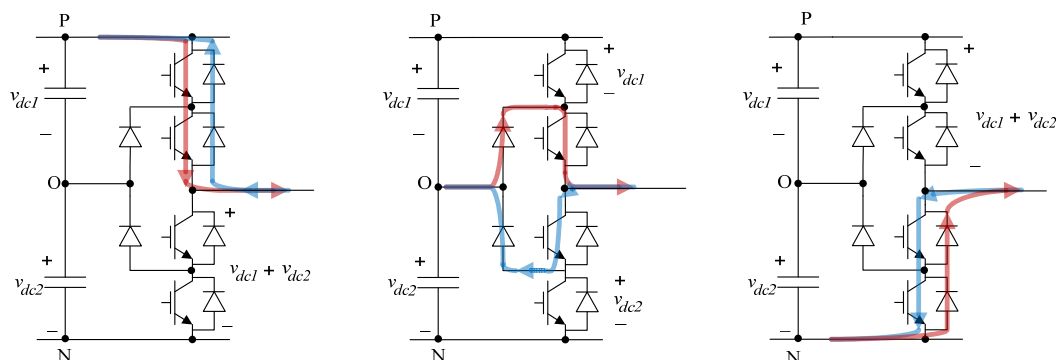 P
+
v_dc1
−
O
+
v_dc2
−
N
+
v_dc1 + v_dc2
−
P
+
v_dc1
−
O
+
v_dc2
−
N
+
v_dc1
−
+
v_dc2
−
P
+
v_dc1
−
O
+
v_dc2
−
N
+
v_dc1 + v_dc2
−